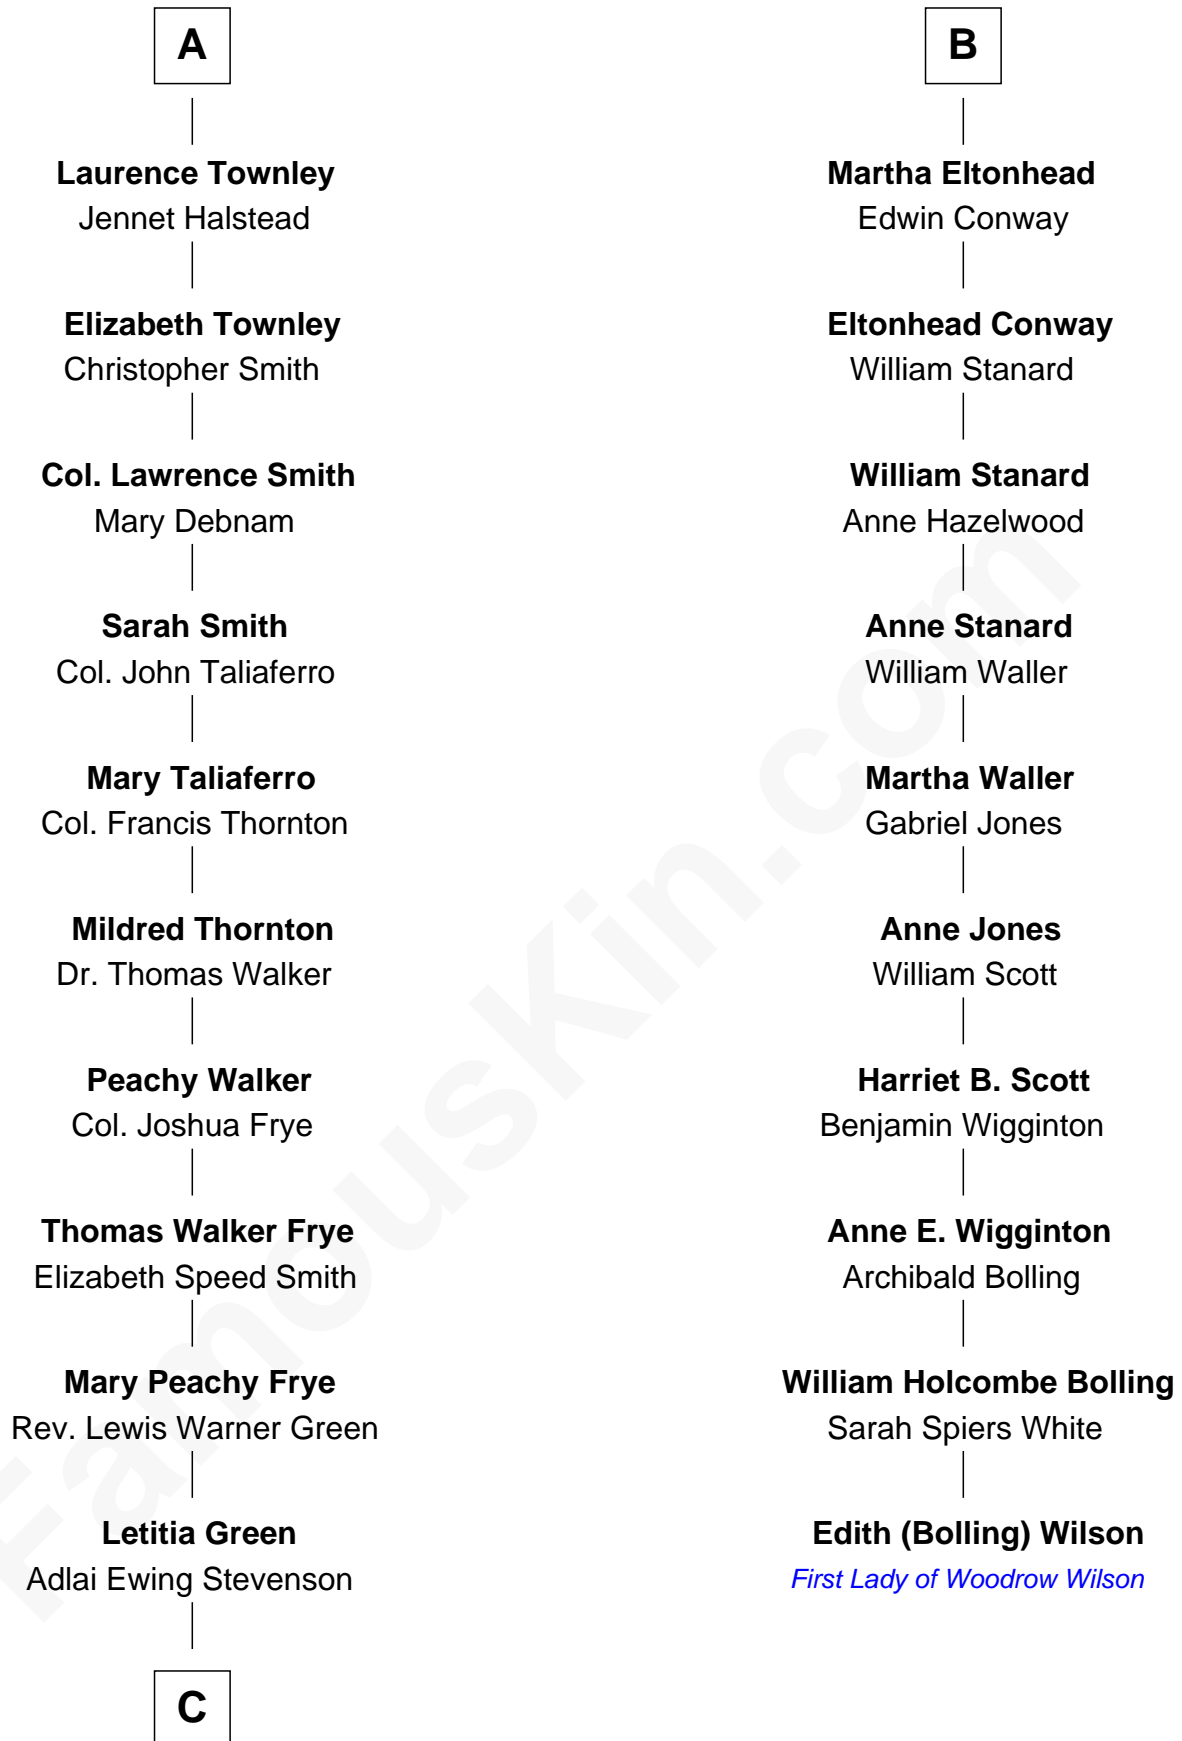 A
Laurence Townley
Jennet Halstead
Elizabeth Townley
Christopher Smith
Col. Lawrence Smith
Mary Debnam
Sarah Smith
Col. John Taliaferro
Mary Taliaferro
Col. Francis Thornton
Mildred Thornton
Dr. Thomas Walker
Peachy Walker
Col. Joshua Frye
Thomas Walker Frye
Elizabeth Speed Smith
Mary Peachy Frye
Rev. Lewis Warner Green
Letitia Green
Adlai Ewing Stevenson
C
B
Martha Eltonhead
Edwin Conway
Eltonhead Conway
William Stanard
William Stanard
Anne Hazelwood
Anne Stanard
William Waller
Martha Waller
Gabriel Jones
Anne Jones
William Scott
Harriet B. Scott
Benjamin Wigginton
Anne E. Wigginton
Archibald Bolling
William Holcombe Bolling
Sarah Spiers White
Edith (Bolling) Wilson
First Lady of Woodrow Wilson
FamousKin.com